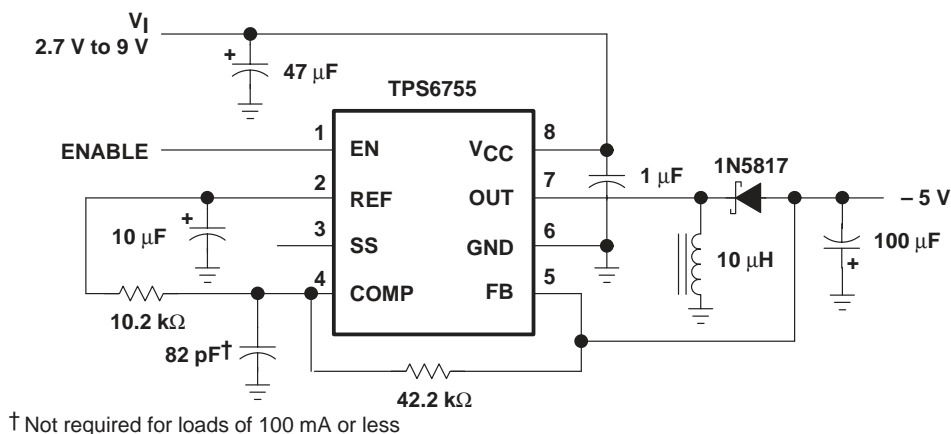 V_I
2.7 V to 9 V
47 μF
TPS6755
ENABLE
1
EN
2
REF
3
SS
4
COMP
V_CC
8
OUT
7
GND
6
FB
5
1 μF
1N5817
– 5 V
100 μF
10 μH
10 μF
10.2 kΩ
82 pF†
42.2 kΩ
† Not required for loads of 100 mA or less